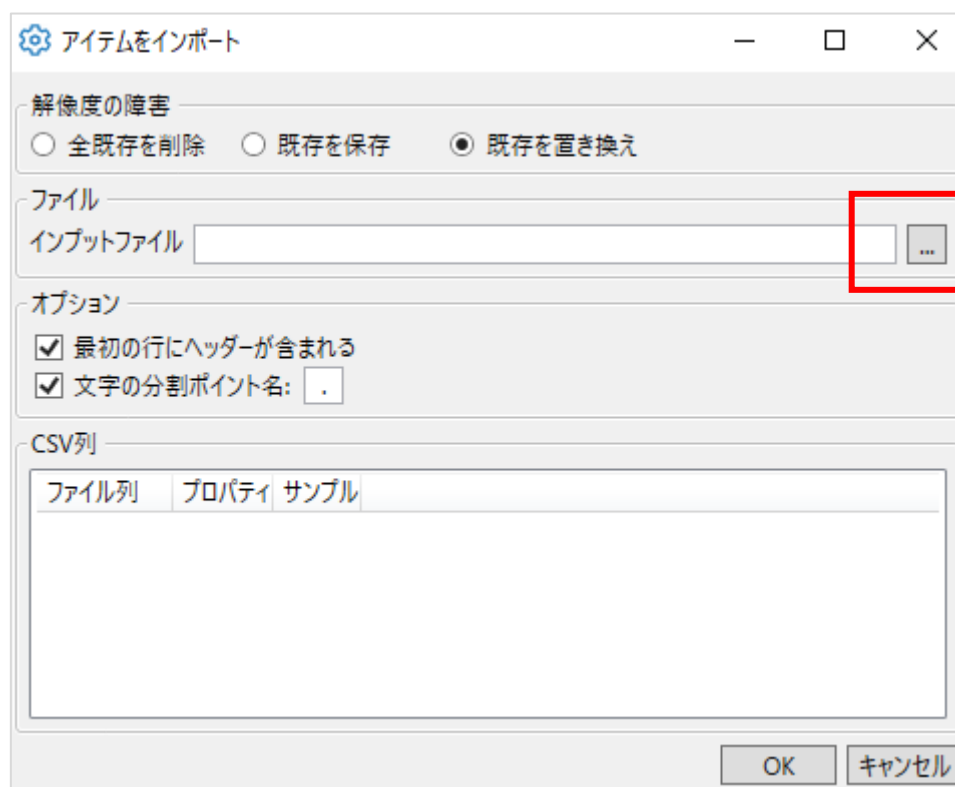 アイテムをインポート
解像度の障害
全既存を削除 既存を保存 既存を置き換え
ファイル
インプットファイル ...
オプション
最初の行にヘッダーが含まれる
文字の分割ポイント名: .
CSV列
ファイル列 プロパティ サンプル
OK キャンセル